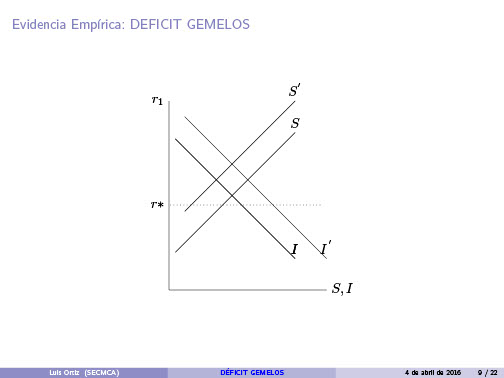 Evidencia Empírica: DEFICIT GEMELOS
S′
r₁
S
r*
I
I′
S, I
Luis Ortiz (SECMCA)
DÉFICIT GEMELOS
4 de abril de 2016
9 / 22